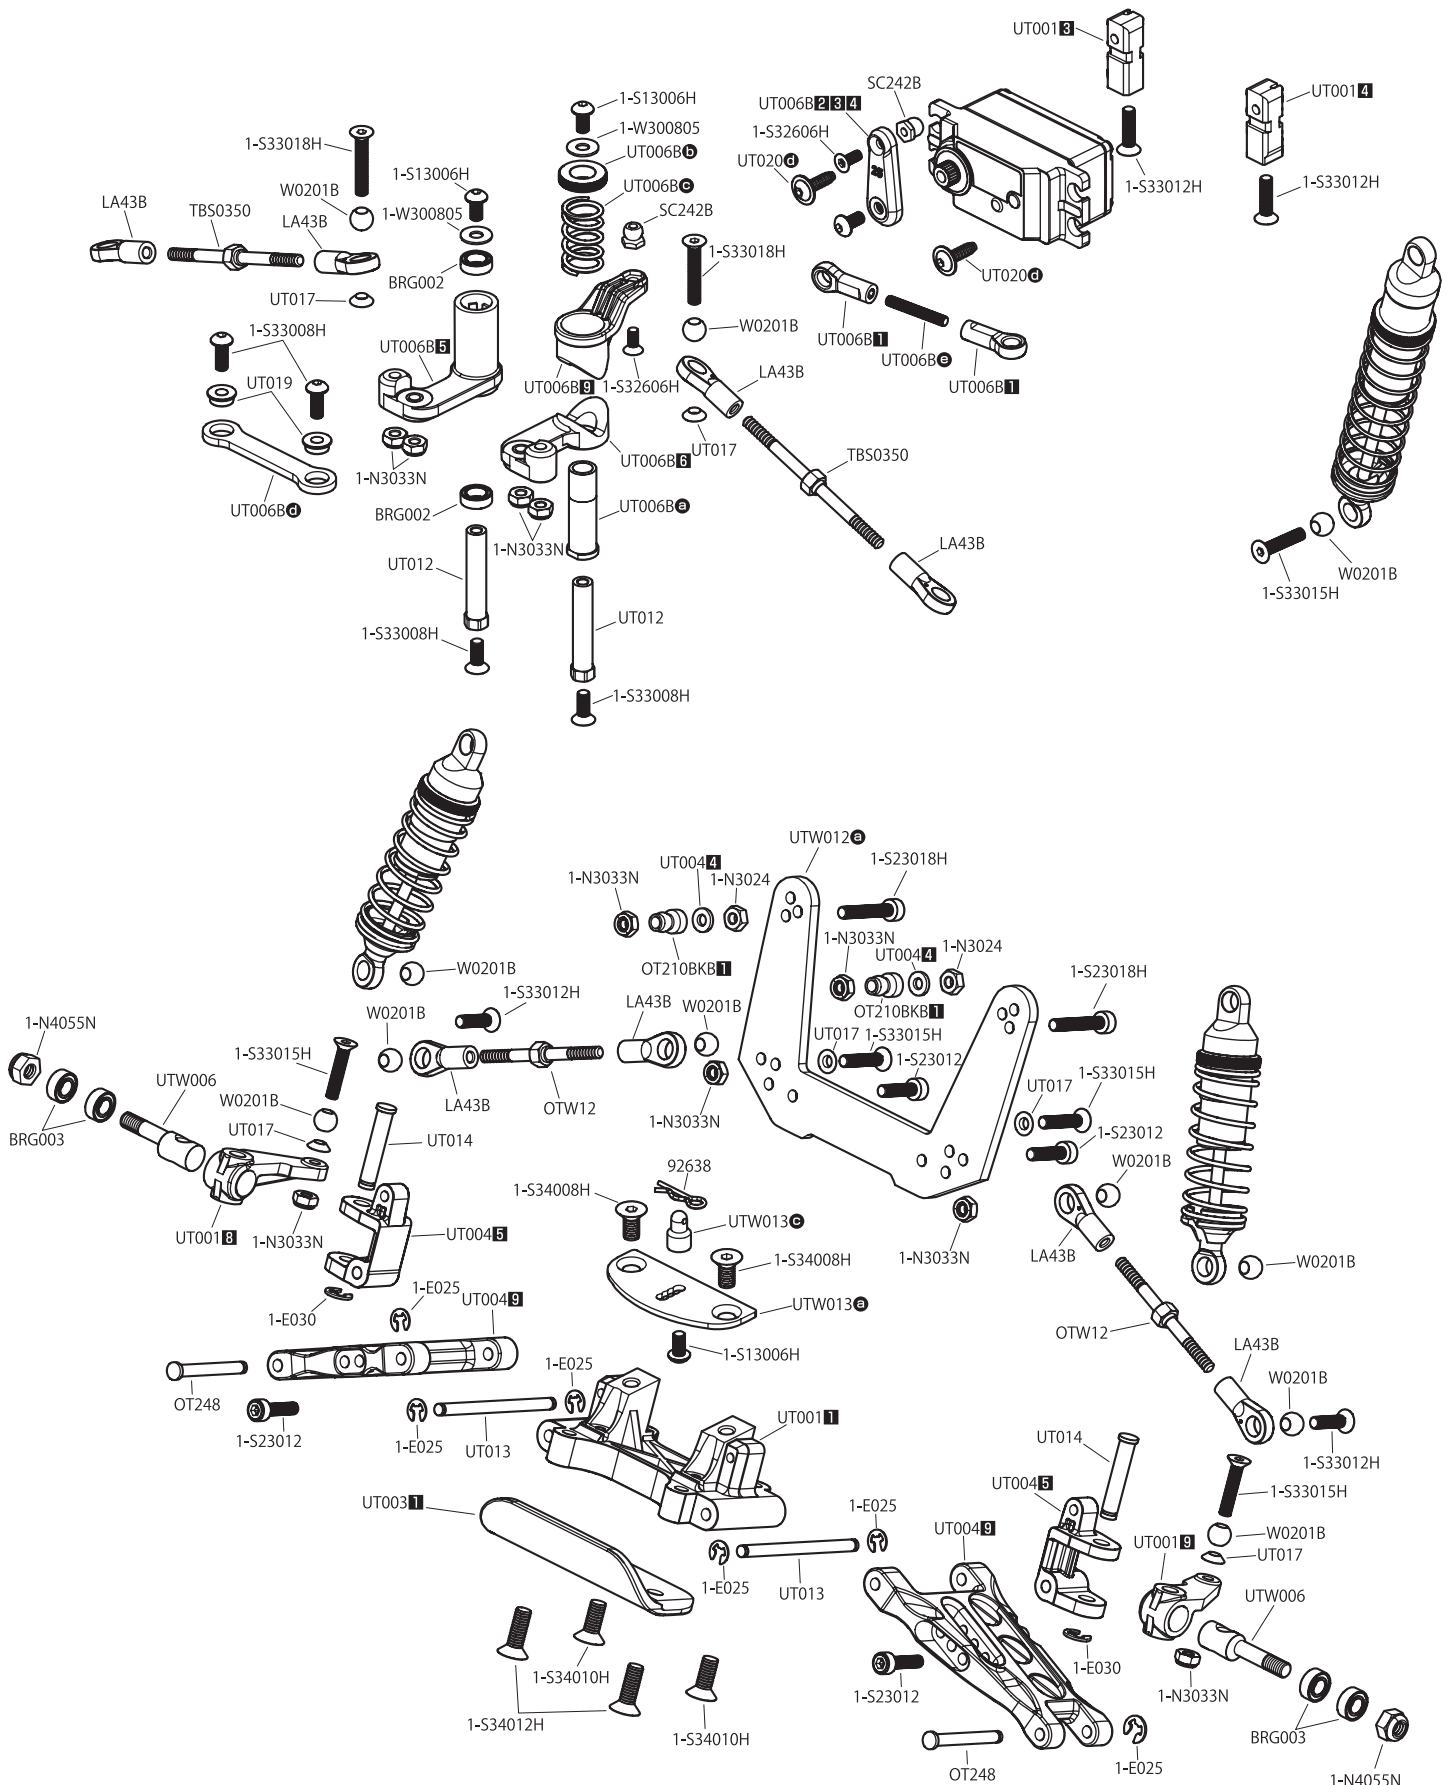 UT001 3
SC242B
UT006B 2 3 4
UT001 4
1-S13006H
1-W300805
1-S33018H
1-S32606H
UT006B b
UT020 d
1-S13006H
1-S33012H
1-S33012H
UT006B c
W0201B
LA43B
TBS0350
LA43B
1-W300805
SC242B
1-S33018H
UT020 d
BRG002
UT017
1-S33008H
W0201B
UT006B 1
UT006B 5
UT006B e
UT019
UT006B 9
1-S32606H
LA43B
UT006B 1
UT017
TBS0350
UT006B 6
1-N3033N
UT006B d
BRG002
UT006B a
1-N3033N
LA43B
UT012
W0201B
1-S33015H
UT012
1-S33008H
1-S33008H
UTW012 a
1-S23018H
UT004 4
1-N3033N
1-N3024
1-N3033N
UT004 4
1-N3024
W0201B
OT210BKB 1
1-S23018H
1-S33012H
LA43B
W0201B
OT210BKB 1
W0201B
1-N4055N
UT017
1-S33015H
1-S33015H
1-S23012
UTW006
1-S33015H
UT017
W0201B
LA43B
OTW12
1-N3033N
BRG003
UT017
UT014
1-S23012
W0201B
92638
1-S34008H
UTW013 c
UT001 8
1-N3033N
UT004 5
1-N3033N
LA43B
1-S34008H
W0201B
1-E025
UT004 9
UTW013 a
1-E030
OTW12
1-S13006H
LA43B
1-E025
W0201B
OT248
1-S23012
1-E025
UT013
UT001 1
UT014
1-S33012H
UT004 5
1-S33015H
UT003 1
1-E025
UT004 9
W0201B
UT001 9
UT017
1-E025
UT013
UTW006
1-S34010H
1-E030
1-S23012
1-N3033N
1-S34012H
1-S34010H
BRG003
OT248
1-E025
1-N4055N
25